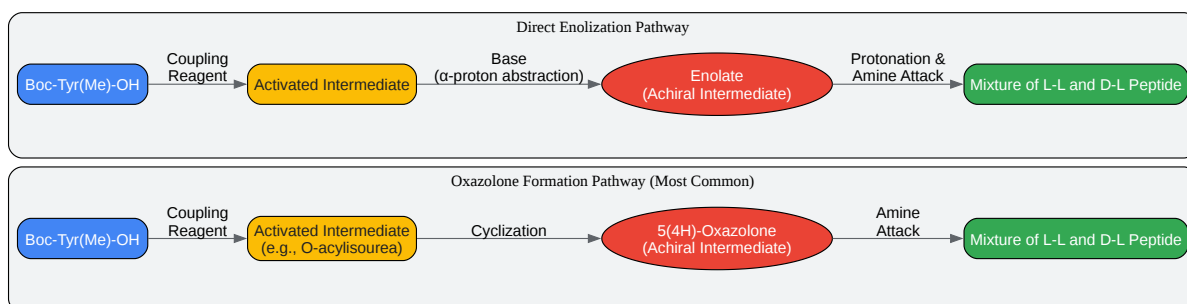 Direct Enolization Pathway
Boc-Tyr(Me)-OH
Coupling
Reagent
Activated Intermediate
Base
(α-proton abstraction)
Enolate
(Achiral Intermediate)
Protonation &
Amine Attack
Mixture of L-L and D-L Peptide
Oxazolone Formation Pathway (Most Common)
Boc-Tyr(Me)-OH
Coupling
Reagent
Activated Intermediate
(e.g., O-acylisourea)
Cyclization
5(4H)-Oxazolone
(Achiral Intermediate)
Amine
Attack
Mixture of L-L and D-L Peptide